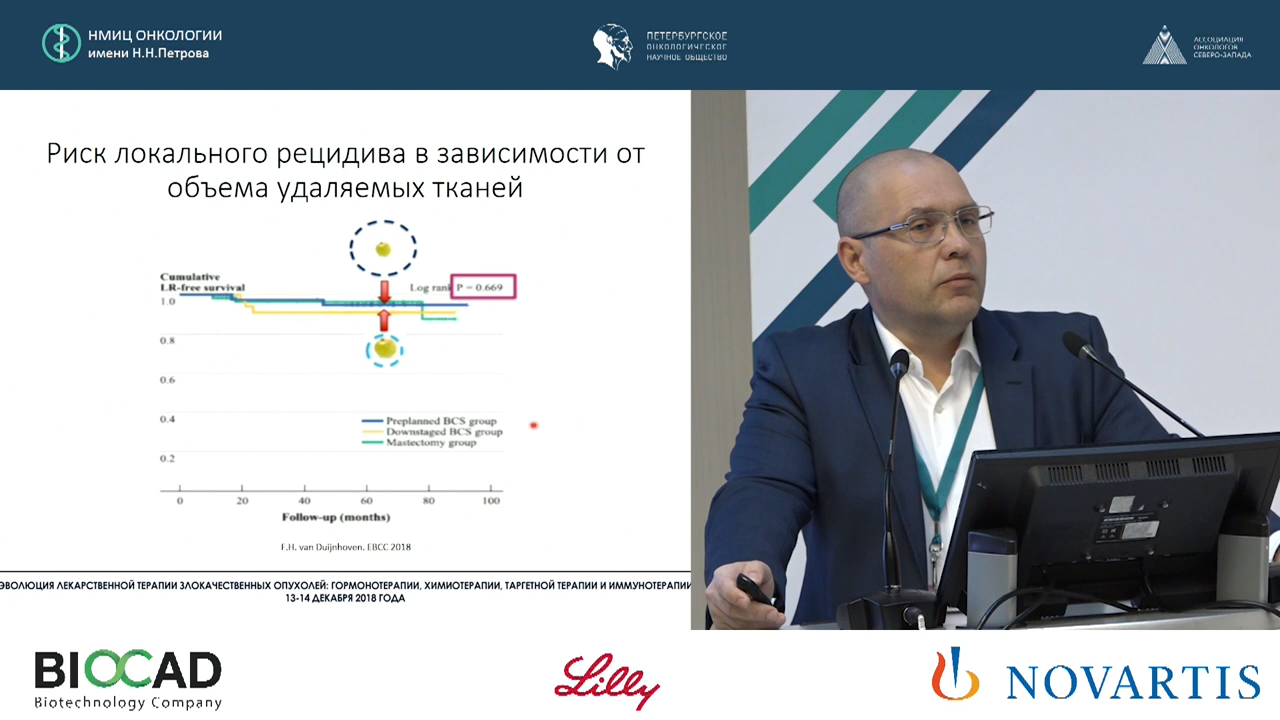 НМИЦ ОНКОЛОГИИ
имени Н.Н.Петрова
ПЕТЕРБУРГСКОЕ
ОНКОЛОГИЧЕСКОЕ
НАУЧНОЕ ОБЩЕСТВО
АССОЦИАЦИЯ
ОНКОЛОГОВ
СЕВЕРО-ЗАПАДА
Риск локального рецидива в зависимости от
объема удаляемых тканей
Cumulative
LR-free survival
Log rank P = 0.669
1.0
0.8
0.6
0.4
0.2
Preplanned BCS group
Downstaged BCS group
Mastectomy group
0 20 40 60 80 100
Follow-up (months)
F.H. van Duijnhoven. EBCC 2018
ЭВОЛЮЦИЯ ЛЕКАРСТВЕННОЙ ТЕРАПИИ ЗЛОКАЧЕСТВЕННЫХ ОПУХОЛЕЙ: ГОРМОНОТЕРАПИИ, ХИМИОТЕРАПИИ, ТАРГЕТНОЙ ТЕРАПИИ И ИММУНОТЕРАПИИ
13-14 ДЕКАБРЯ 2018 ГОДА
BIOCAD
Biotechnology Company
Lilly
NOVARTIS